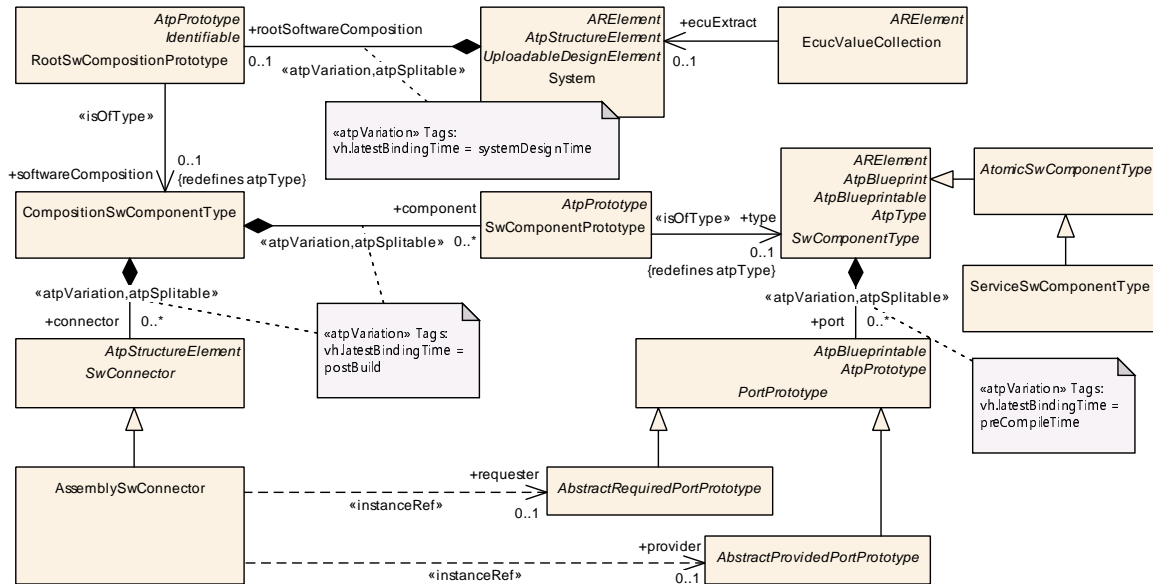 AtpPrototype
Identifiable
RootSwCompositionPrototype
+rootSoftwareComposition
0..1
«atpVariation,atpSplitable»
ARElement
AtpStructureElement
UploadableDesignElement
System
+ecuExtract
0..1
ARElement
EcucValueCollection
«atpVariation» Tags:
vh.latestBindingTime = systemDesignTime
«isOfType»
+softwareComposition
0..1
{redefines atpType}
CompositionSwComponentType
+component
«atpVariation,atpSplitable»
0..*
AtpPrototype
SwComponentPrototype
«isOfType»
+type
0..1
{redefines atpType}
ARElement
AtpBlueprint
AtpBlueprintable
AtpType
SwComponentType
AtomicSwComponentType
ServiceSwComponentType
«atpVariation,atpSplitable»
+connector
0..*
«atpVariation» Tags:
vh.latestBindingTime =
postBuild
«atpVariation,atpSplitable»
+port
0..*
AtpStructureElement
SwConnector
AtpBlueprintable
AtpPrototype
PortPrototype
«atpVariation» Tags:
vh.latestBindingTime =
preCompileTime
AssemblySwConnector
+requester
«instanceRef»
0..1
AbstractRequiredPortPrototype
+provider
«instanceRef»
0..1
AbstractProvidedPortPrototype